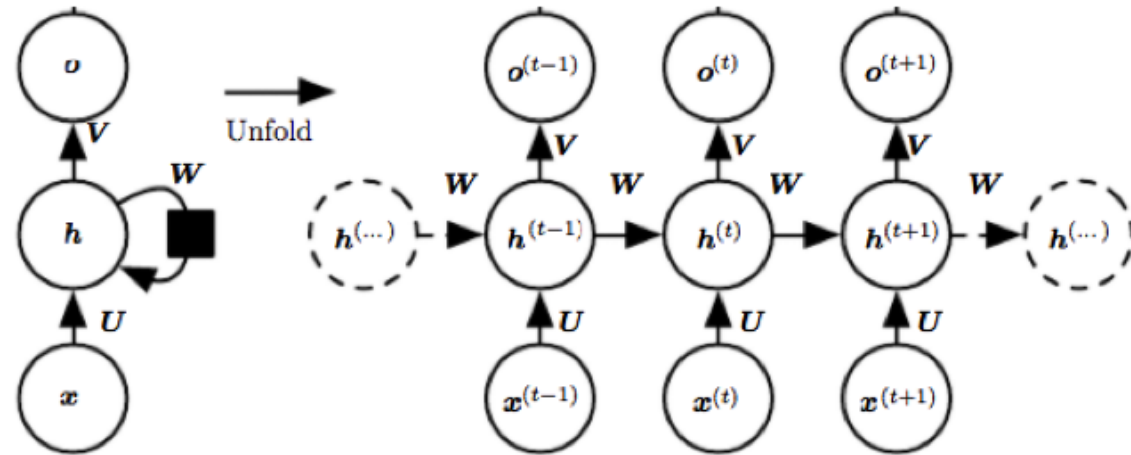 o
o^(t−1)
o^(t)
o^(t+1)
Unfold
V
V
V
V
W
W
W
W
W
h
h^(...)
h^(t−1)
h^(t)
h^(t+1)
h^(...)
U
U
U
U
x
x^(t−1)
x^(t)
x^(t+1)